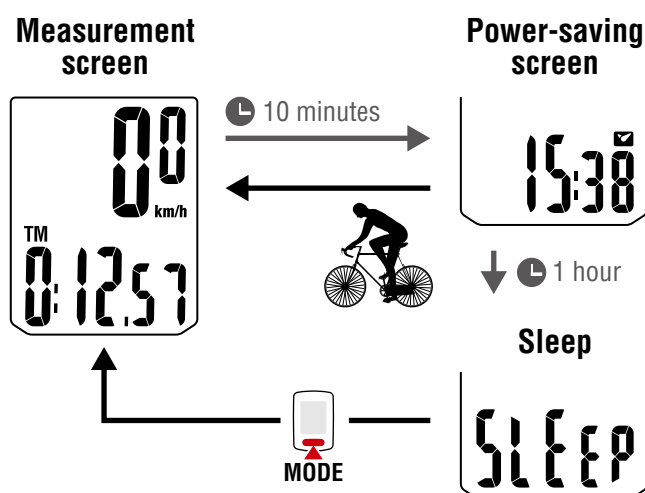 Measurement
screen
Power-saving
screen
10 minutes
00
km/h
TM
0:12.57
15:38
1 hour
Sleep
SLEEP
MODE